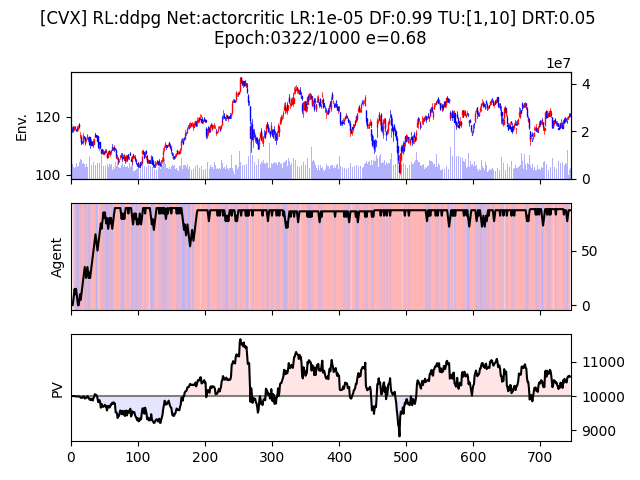 [CVX] RL:ddpg Net:actorcritic LR:1e-05 DF:0.99 TU:[1,10] DRT:0.05
Epoch:0322/1000 e=0.68
1e7
Env.
120
100
4
2
0
Agent
50
0
PV
11000
10000
9000
0 100 200 300 400 500 600 700